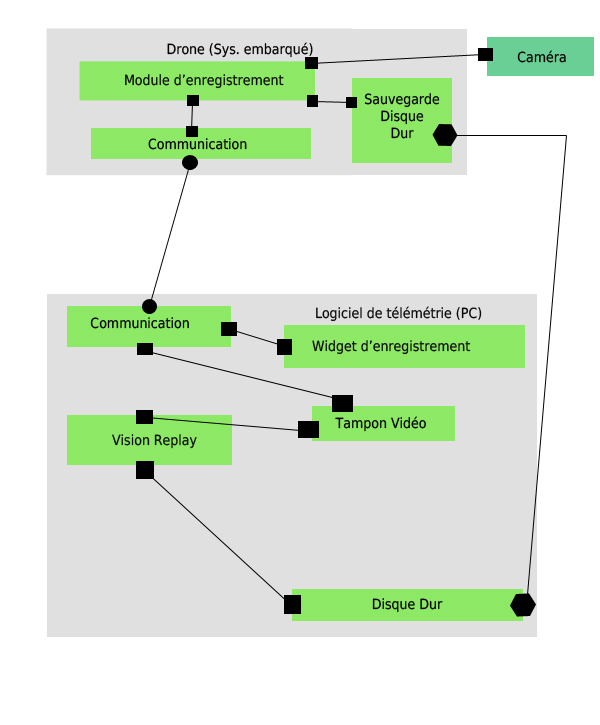 Drone (Sys. embarqué)
Caméra
Module d'enregistrement
Sauvegarde
Disque
Dur
Communication
Logiciel de télémétrie (PC)
Communication
Widget d'enregistrement
Tampon Vidéo
Vision Replay
Disque Dur